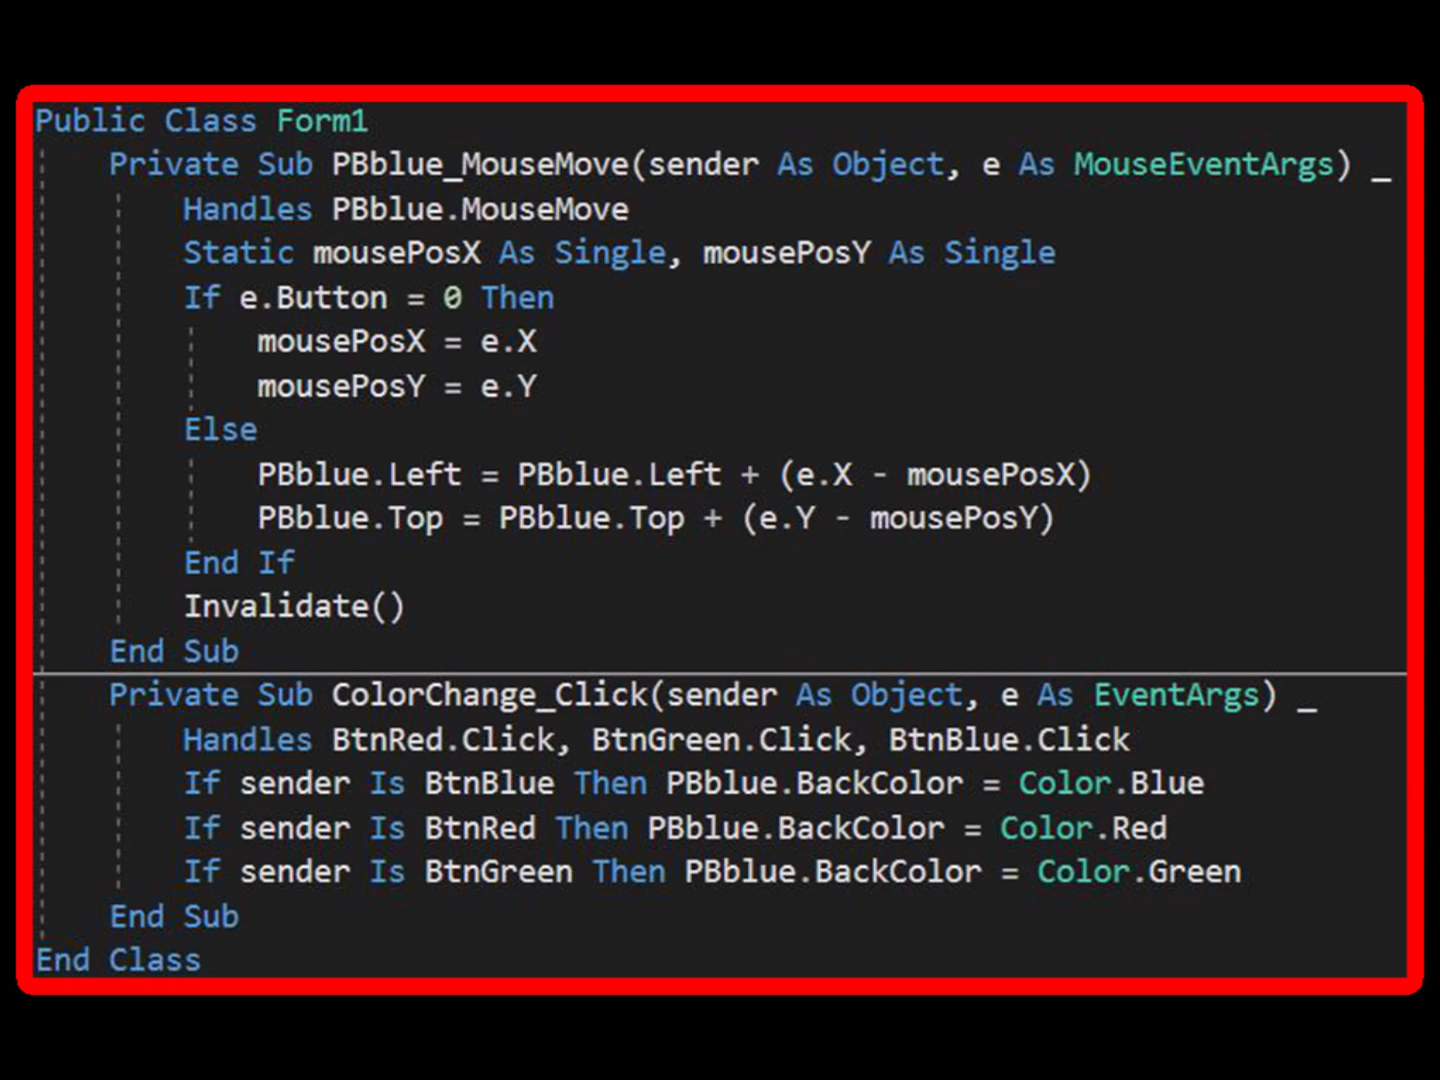 Public Class Form1
Private Sub PBblue_MouseMove(sender As Object, e As MouseEventArgs) _
Handles PBblue.MouseMove
Static mousePosX As Single, mousePosY As Single
If e.Button = 0 Then
mousePosX = e.X
mousePosY = e.Y
Else
PBblue.Left = PBblue.Left + (e.X - mousePosX)
PBblue.Top = PBblue.Top + (e.Y - mousePosY)
End If
Invalidate()
End Sub
Private Sub ColorChange_Click(sender As Object, e As EventArgs) _
Handles BtnRed.Click, BtnGreen.Click, BtnBlue.Click
If sender Is BtnBlue Then PBblue.BackColor = Color.Blue
If sender Is BtnRed Then PBblue.BackColor = Color.Red
If sender Is BtnGreen Then PBblue.BackColor = Color.Green
End Sub
End Class